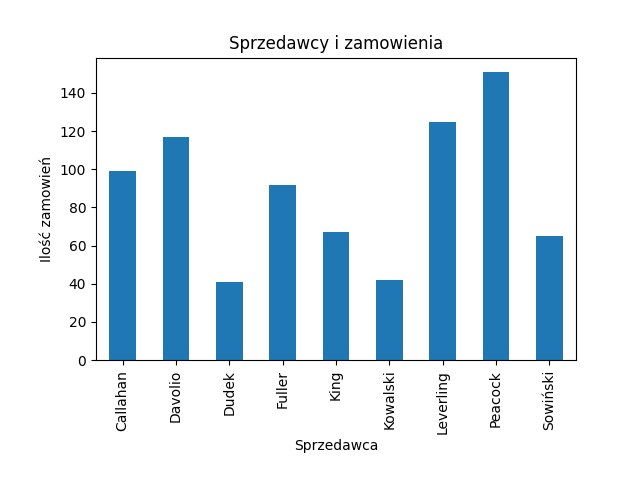 Sprzedawcy i zamowienia
Ilość zamowień
140
120
100
80
60
40
20
0
Callahan
Davolio
Dudek
Fuller
King
Kowalski
Leverling
Peacock
Sowiński
Sprzedawca